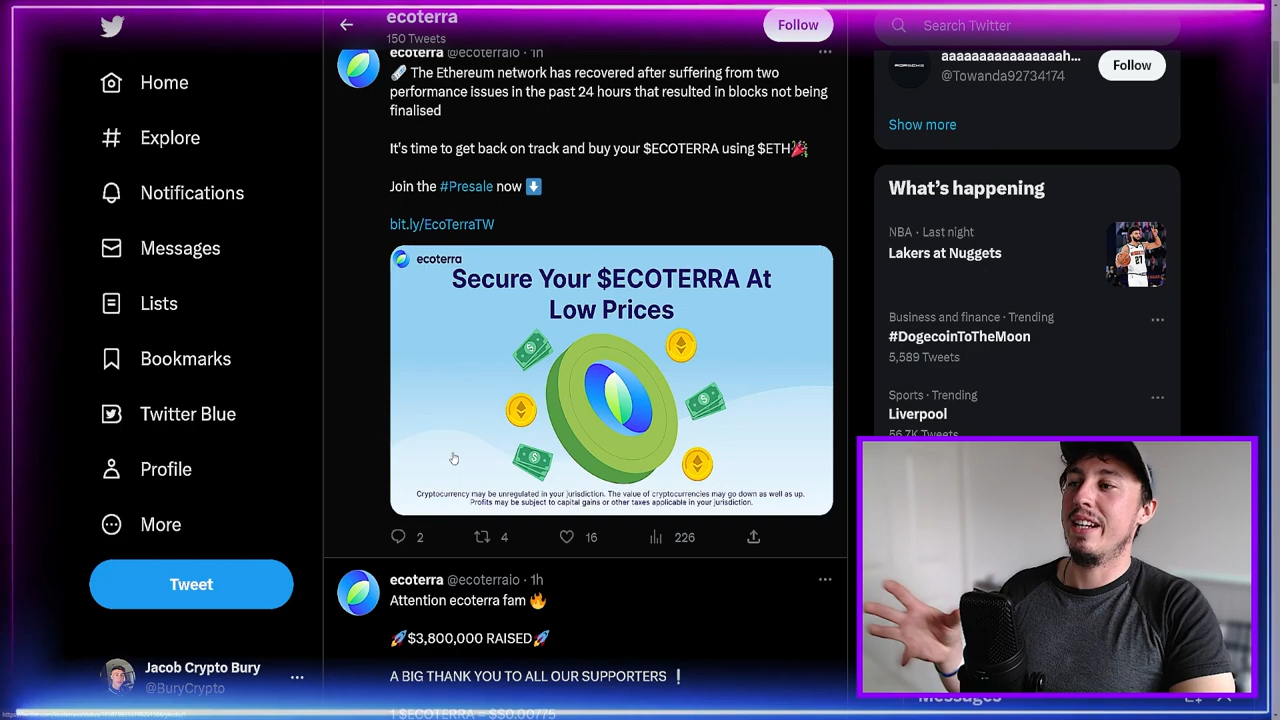 ecoterra
150 Tweets
Follow
Search Twitter
Home
Explore
Notifications
Messages
Lists
Bookmarks
Twitter Blue
Profile
More
Tweet
Jacob Crypto Bury
@BuryCrypto
ecoterra @ecoterraio · 1h
🗞️ The Ethereum network has recovered after suffering from two
performance issues in the past 24 hours that resulted in blocks not being
finalised
It's time to get back on track and buy your $ECOTERRA using $ETH🎉
Join the #Presale now ⬇️
bit.ly/EcoTerraTW
ecoterra
Secure Your $ECOTERRA At
Low Prices
Cryptocurrency may be unregulated in your jurisdiction. The value of cryptocurrencies may go down as well as up.
Profits may be subject to capital gains or other taxes applicable in your jurisdiction.
2 4 16 226
ecoterra @ecoterraio · 1h
Attention ecoterra fam 🔥
🚀$3,800,000 RAISED🚀
A BIG THANK YOU TO ALL OUR SUPPORTERS ❕
1 $ECOTERRA = $$0.00775
PORSCHE
aaaaaaaaaaaaaaah...
@Towanda92734174
Follow
Show more
What's happening
NBA · Last night
Lakers at Nuggets
Business and finance · Trending
#DogecoinToTheMoon
5,589 Tweets
Sports · Trending
Liverpool
56.7K Tweets
Messages